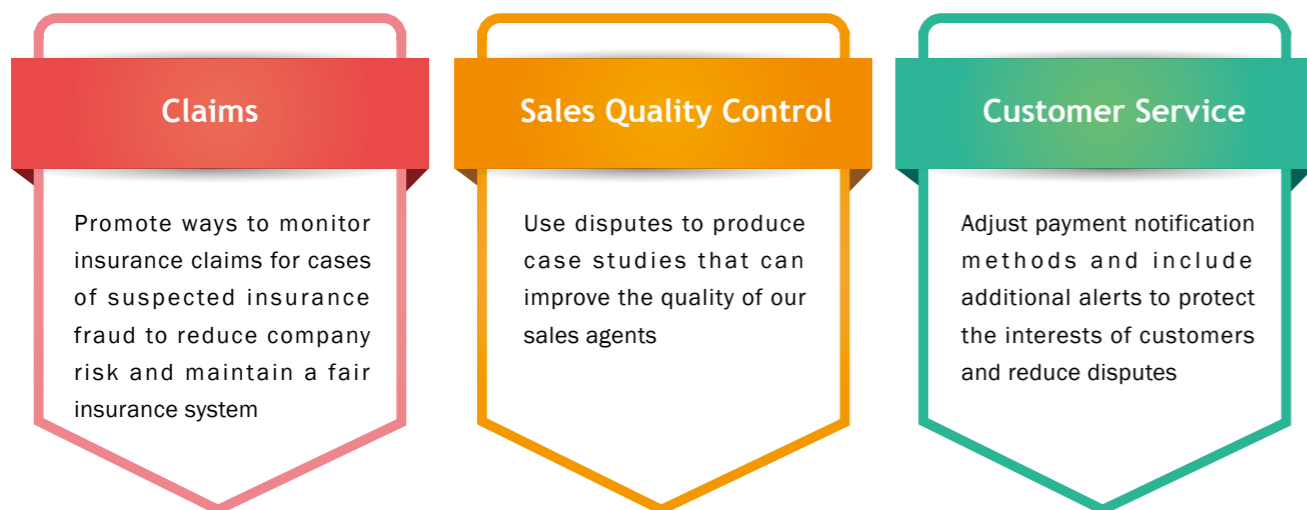 Claims
Promote ways to monitor
insurance claims for cases
of suspected insurance
fraud to reduce company
risk and maintain a fair
insurance system
Sales Quality Control
Use disputes to produce
case studies that can
improve the quality of our
sales agents
Customer Service
Adjust payment notification
methods and include
additional alerts to protect
the interests of customers
and reduce disputes